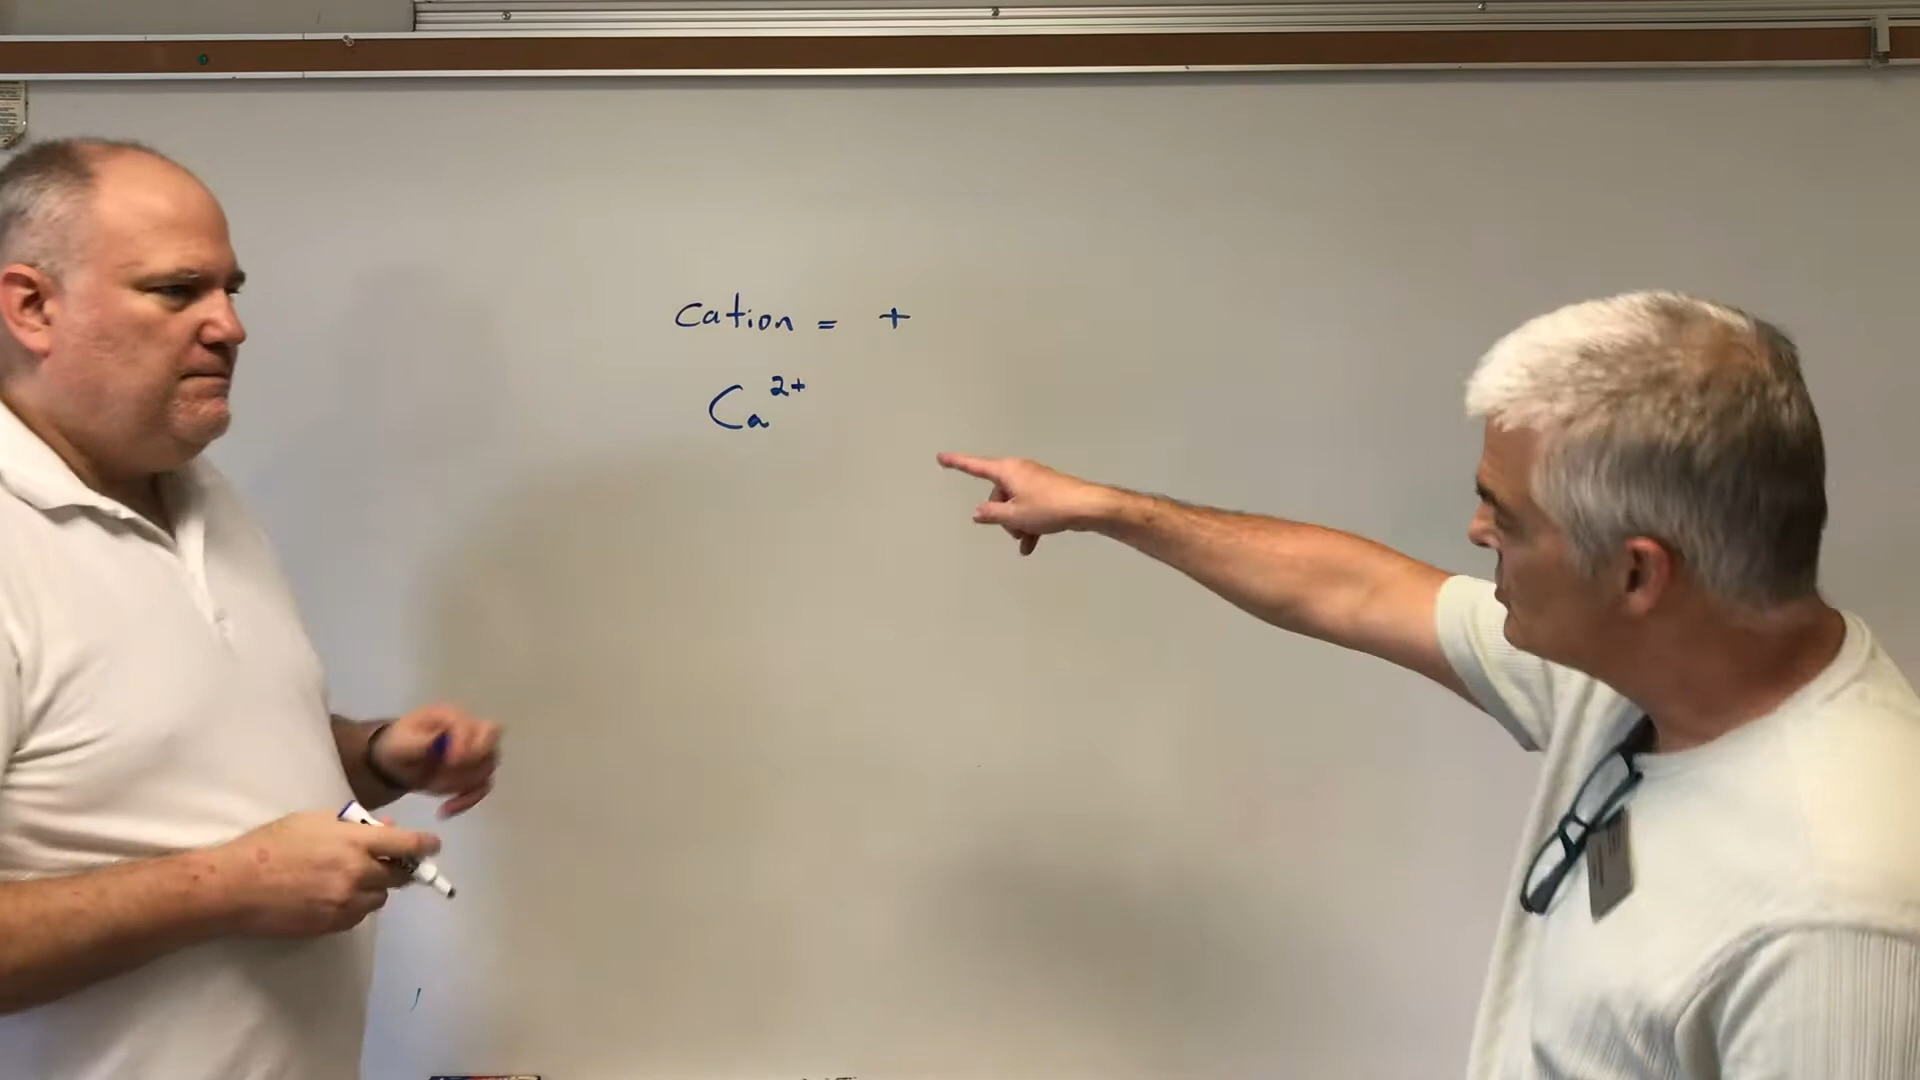 cation = +
Ca²⁺